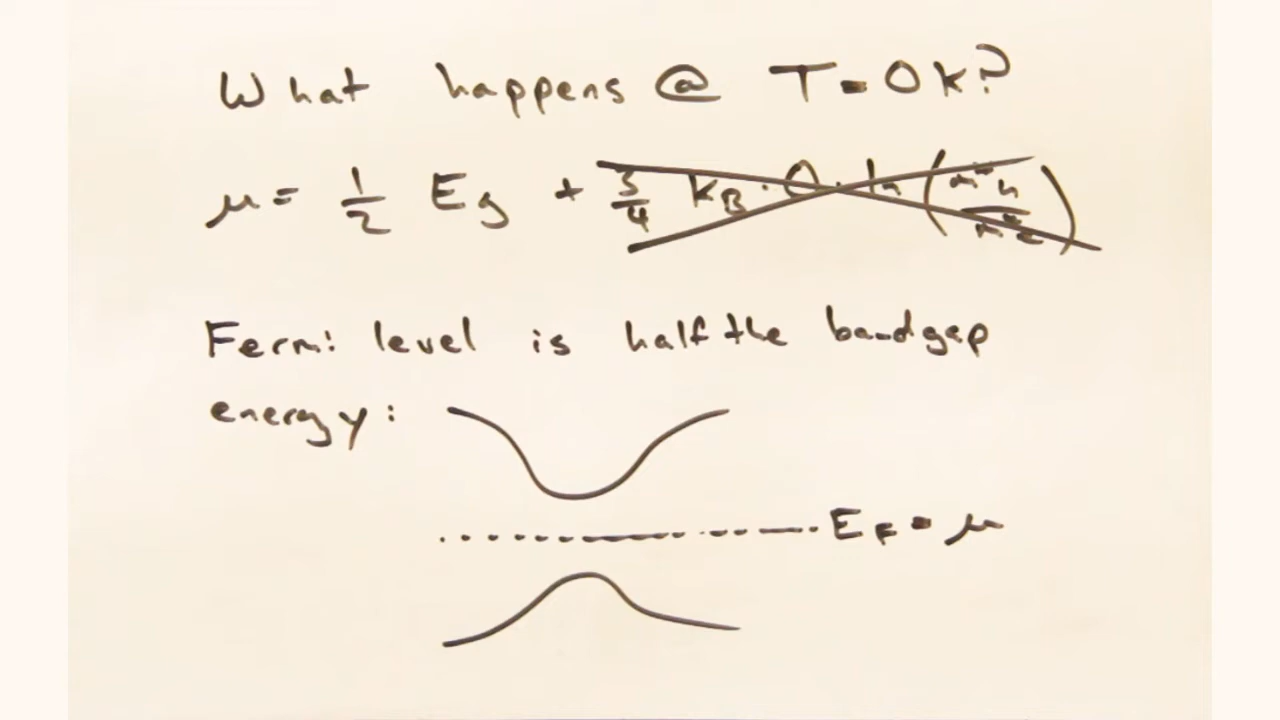 What happens @ T=0K?
μ = 1/2 Eg + 3/4 kB · 0 · ln (m*h / m*e)
Fermi level is half the bandgap
energy:
EF = μ